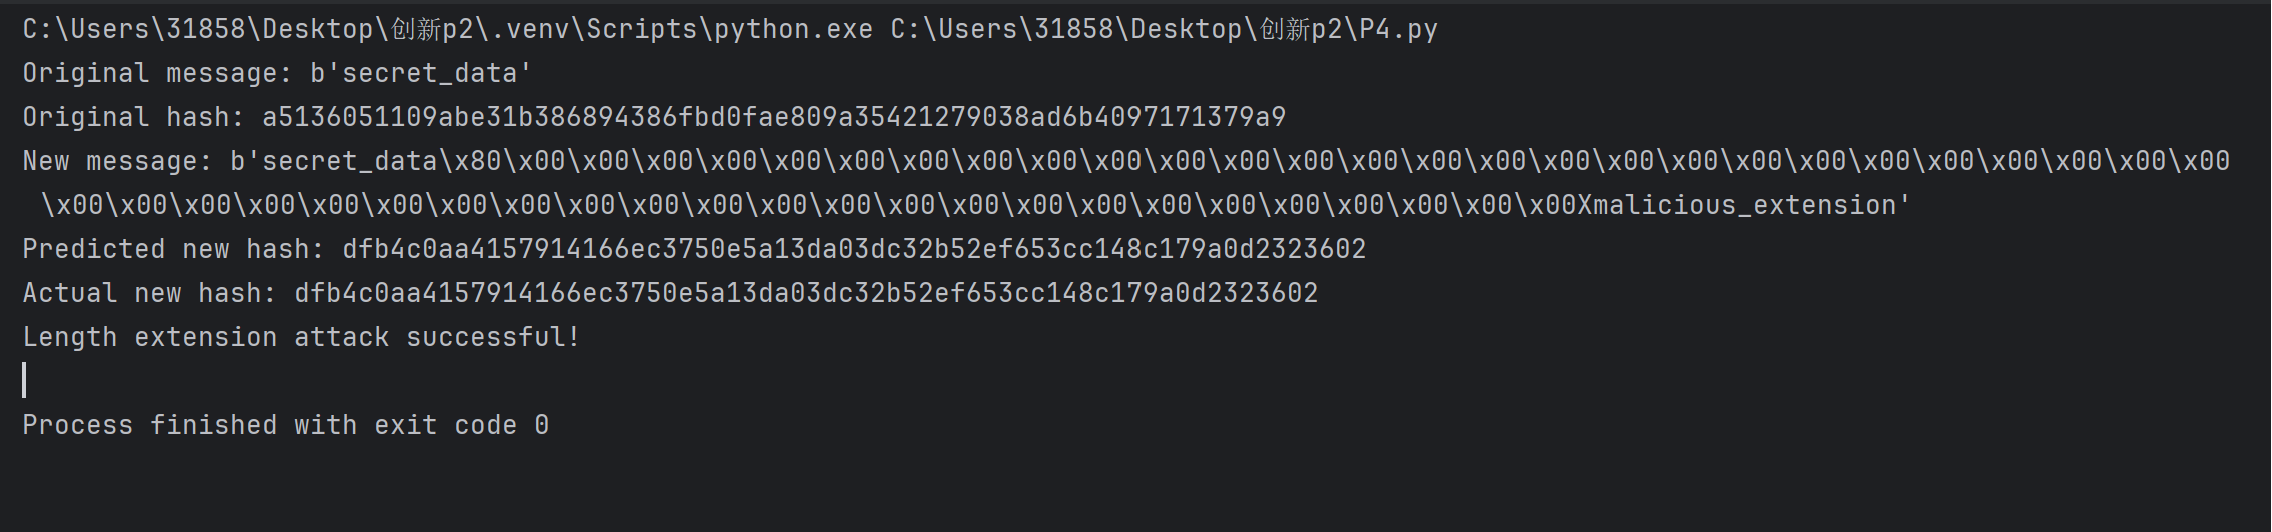 C:\Users\31858\Desktop\创新p2\.venv\Scripts\python.exe C:\Users\31858\Desktop\创新p2\P4.py
Original message: b'secret_data'
Original hash: a5136051109abe31b386894386fbd0fae809a35421279038ad6b4097171379a9
New message: b'secret_data\x80\x00\x00\x00\x00\x00\x00\x00\x00\x00\x00\x00\x00\x00\x00\x00\x00\x00\x00\x00\x00\x00\x00\x00\x00\x00\x00\x00
\x00\x00\x00\x00\x00\x00\x00\x00\x00\x00\x00\x00\x00\x00\x00\x00\x00\x00\x00\x00\x00\x00\x00\x00Xmalicious_extension'
Predicted new hash: dfb4c0aa4157914166ec3750e5a13da03dc32b52ef653cc148c179a0d2323602
Actual new hash: dfb4c0aa4157914166ec3750e5a13da03dc32b52ef653cc148c179a0d2323602
Length extension attack successful!
Process finished with exit code 0